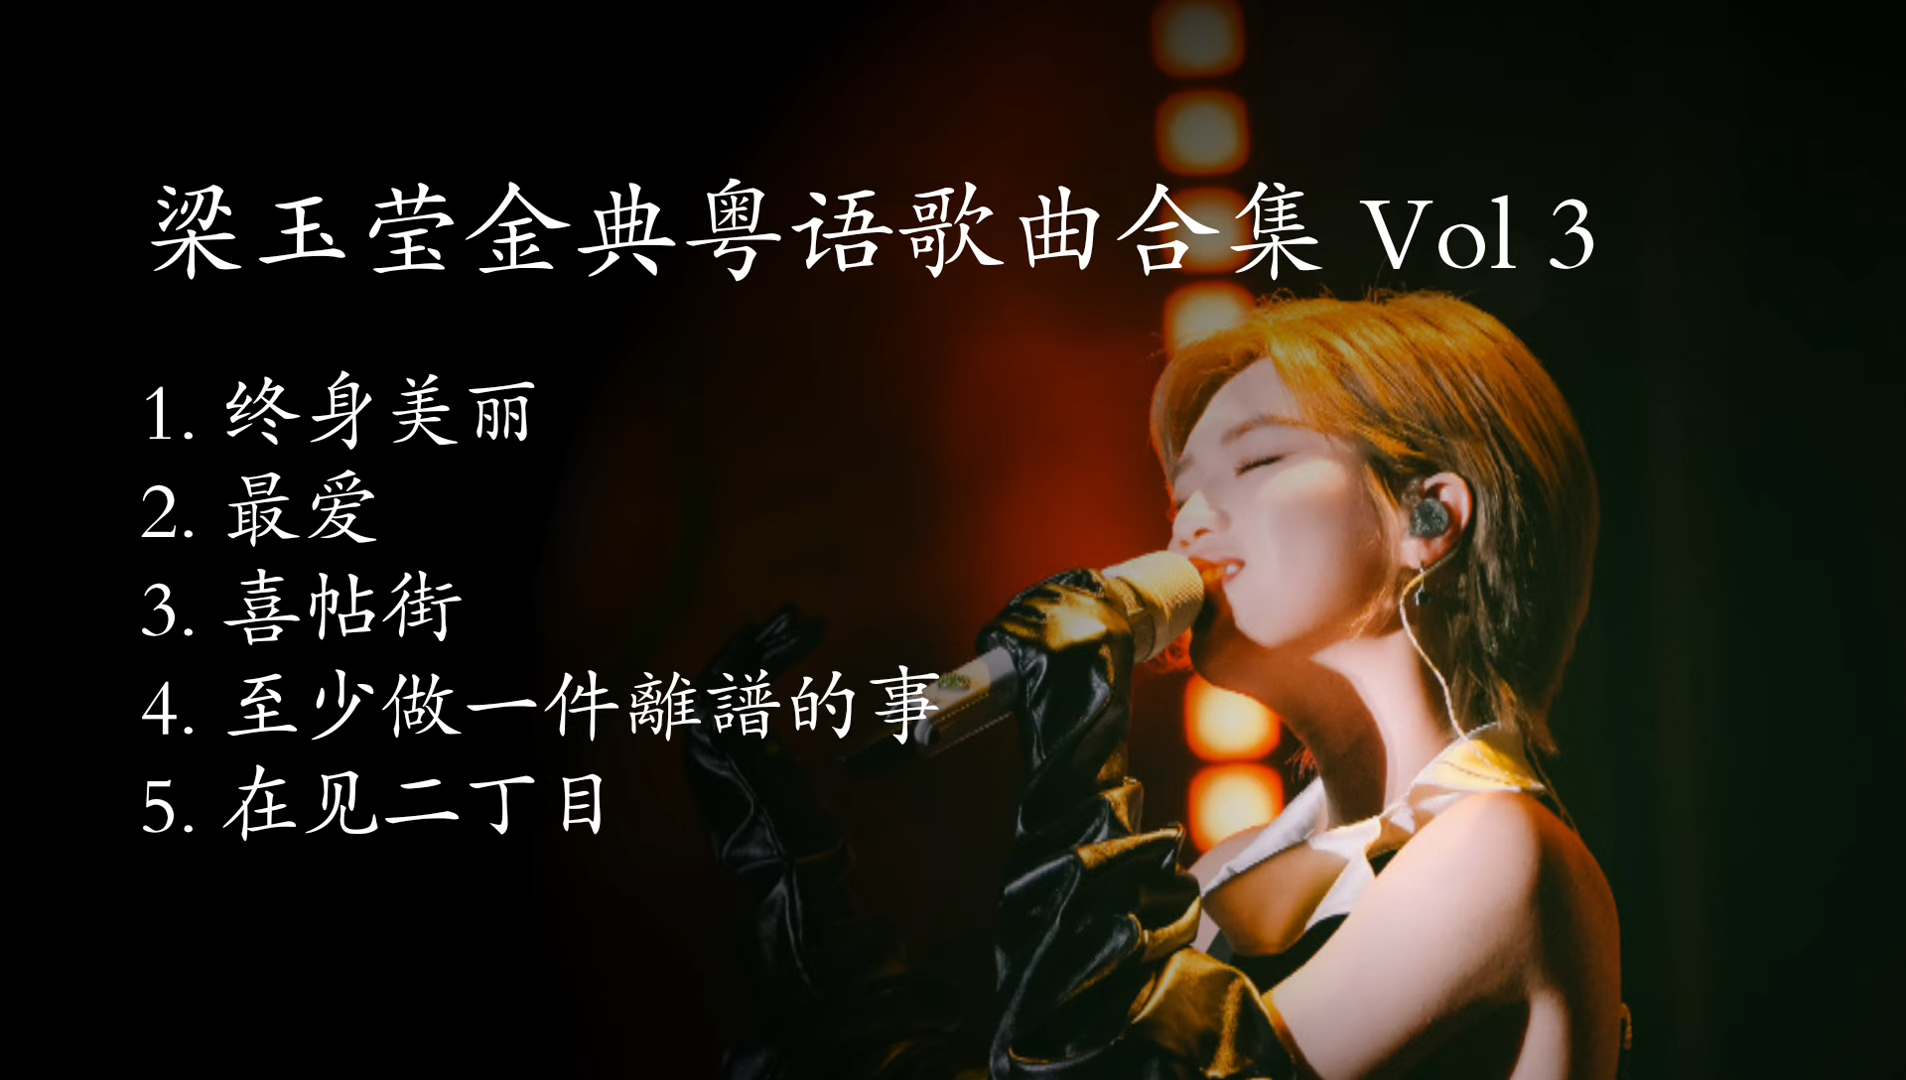 梁玉莹金典粤语歌曲合集 Vol 3
1. 终身美丽
2. 最爱
3. 喜帖街
4. 至少做一件離譜的事
5. 在见二丁目